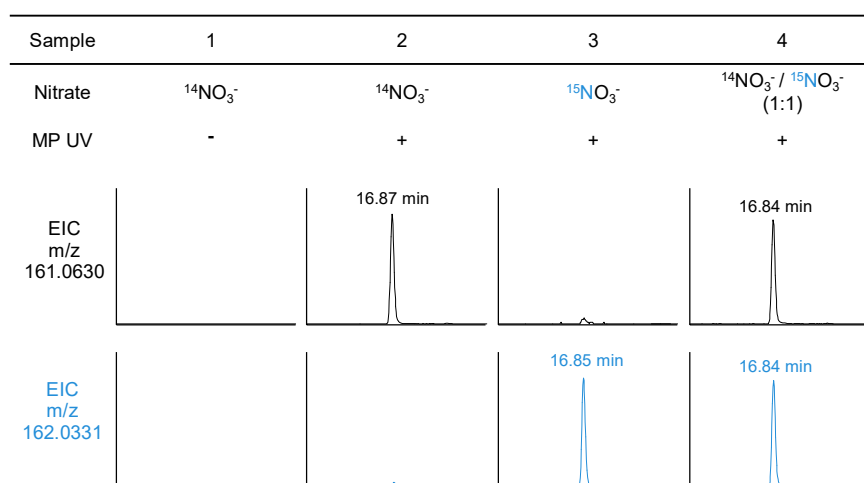 Sample 1 2 3 4
Nitrate ¹⁴NO₃⁻ ¹⁴NO₃⁻ ¹⁵NO₃⁻ ¹⁴NO₃⁻ / ¹⁵NO₃⁻
(1:1)
MP UV - + + +
16.87 min 16.84 min
EIC
m/z
161.0630
16.85 min 16.84 min
EIC
m/z
162.0331